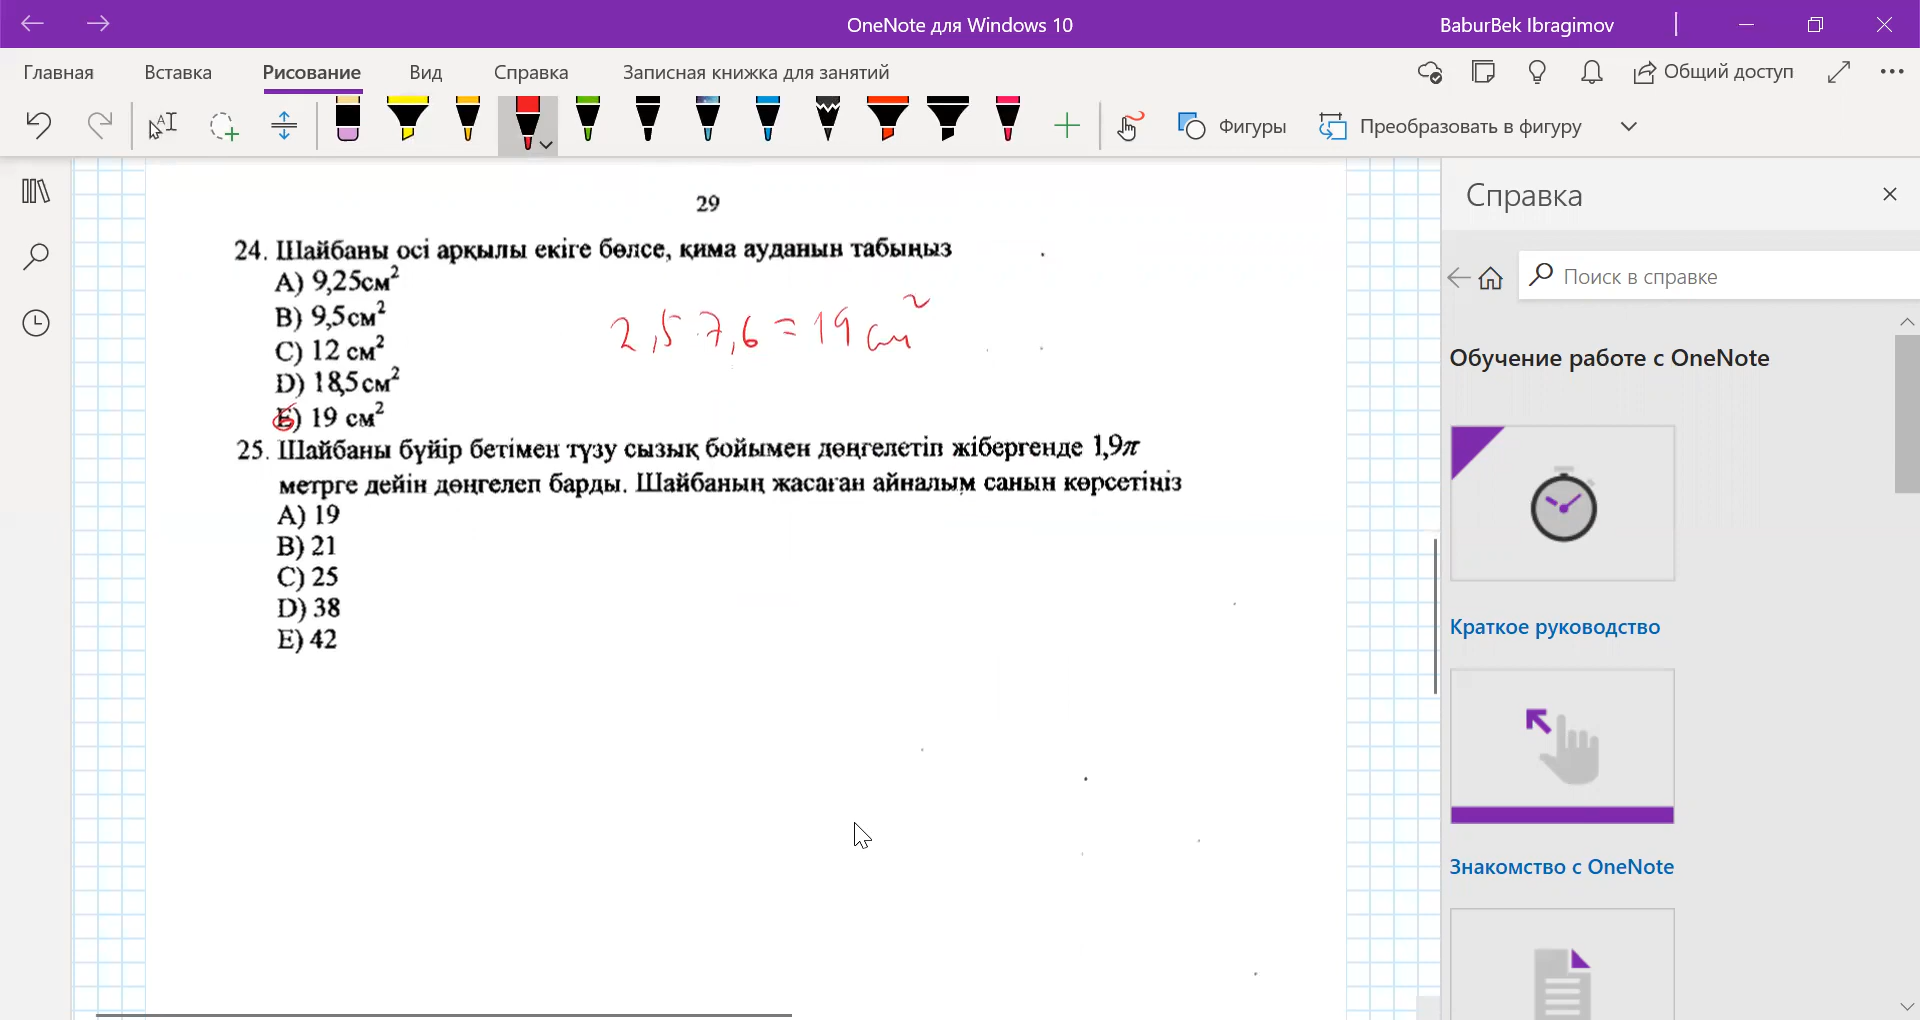 OneNote для Windows 10
BaburBek Ibragimov
Главная Вставка Рисование Вид Справка Записная книжка для занятий
Общий доступ
Фигуры
Преобразовать в фигуру
29
24. Шайбаны осі арқылы екіге бөлсе, қима ауданын табыңыз
A) 9,25см²
B) 9,5см²
C) 12 см²
D) 18,5см²
E) 19 см²
2,5·7,6=19см²
25. Шайбаны бүйір бетімен түзу сызық бойымен дөңгелетіп жібергенде 1,9π
метрге дейін дөңгелеп барды. Шайбаның жасаған айналым санын көрсетіңіз
A) 19
B) 21
C) 25
D) 38
E) 42
Справка
Поиск в справке
Обучение работе с OneNote
Краткое руководство
Знакомство с OneNote